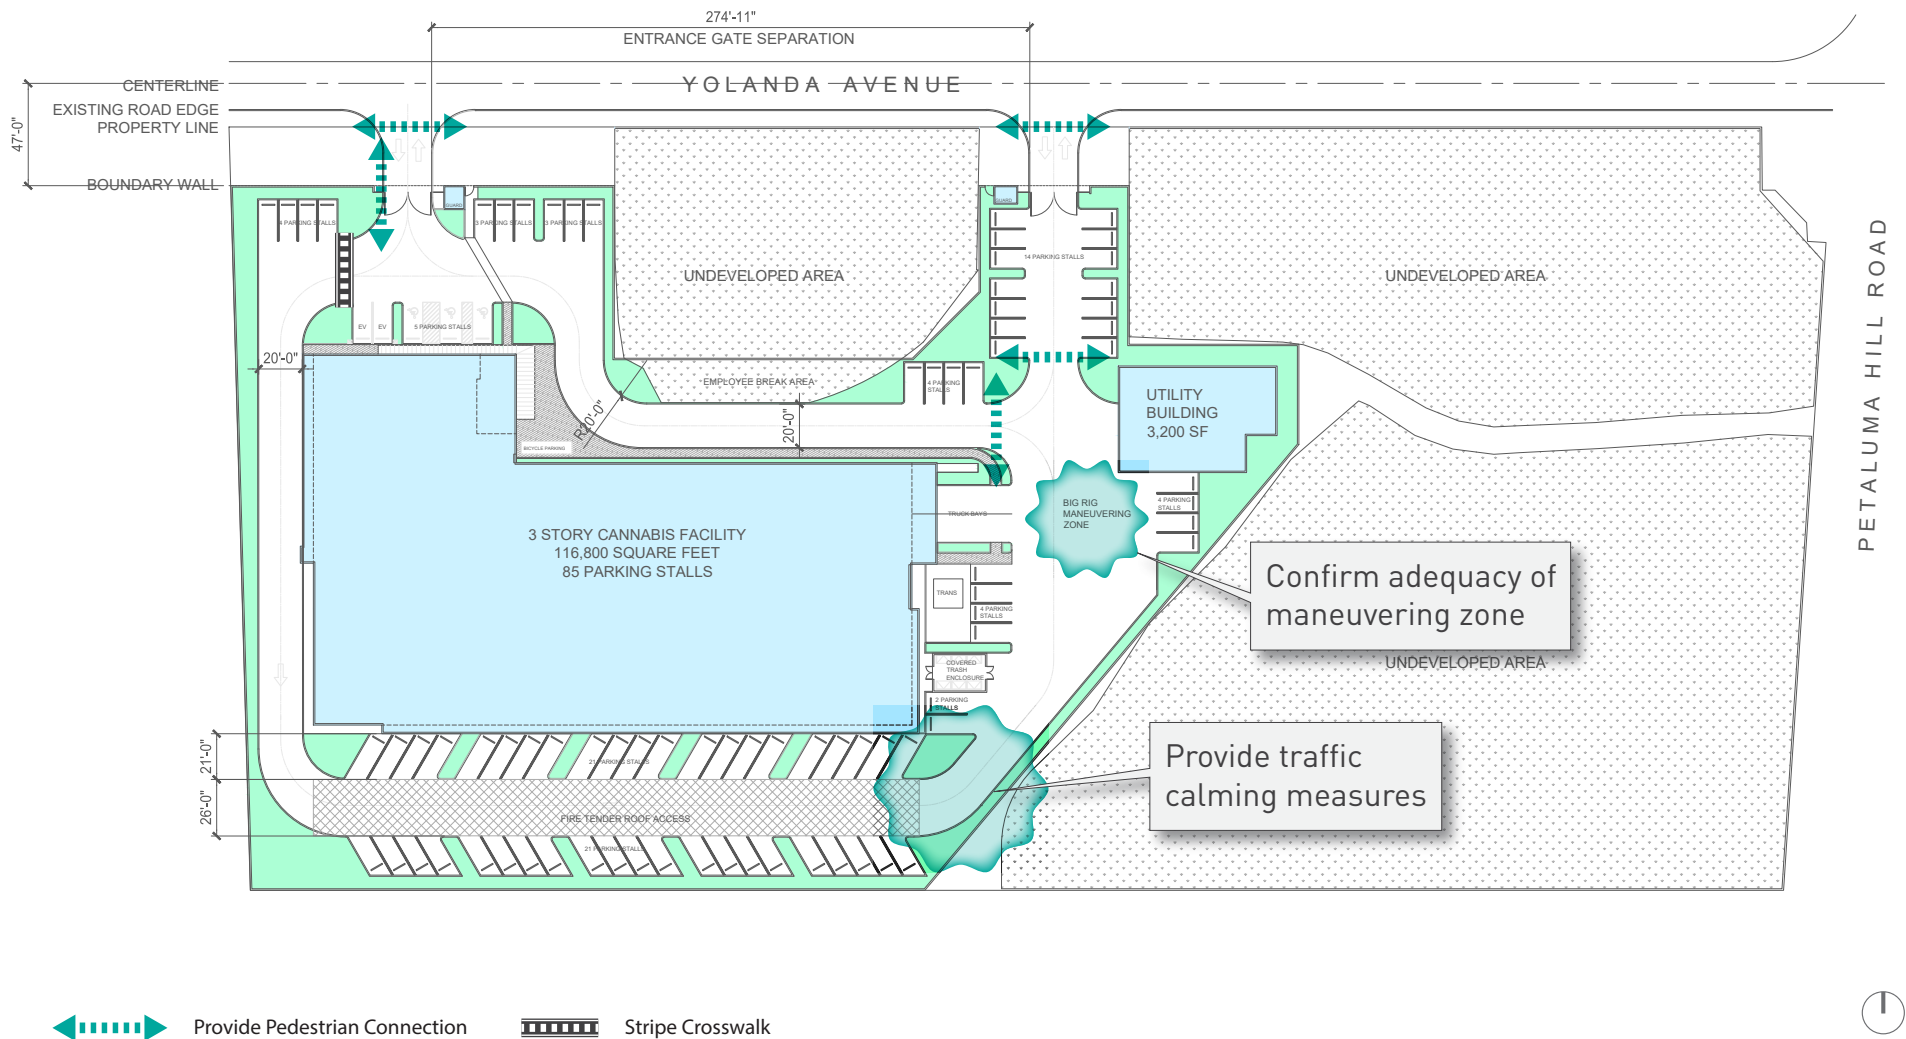 274'-11"
ENTRANCE GATE SEPARATION
CENTERLINE
YOLANDA AVENUE
EXISTING ROAD EDGE
PROPERTY LINE
47'-0"
BOUNDARY WALL
GUARD
GUARD
4 PARKING STALLS
3 PARKING STALLS
3 PARKING STALLS
14 PARKING STALLS
UNDEVELOPED AREA
UNDEVELOPED AREA
PETALUMA HILL ROAD
EV
EV
5 PARKING STALLS
20'-0"
EMPLOYEE BREAK AREA
4 PARKING
STALLS
UTILITY
BUILDING
3,200 SF
R20'-0"
20'-0"
BICYCLE PARKING
BIG RIG
MANEUVERING
ZONE
4 PARKING
STALLS
TRUCK BAYS
3 STORY CANNABIS FACILITY
116,800 SQUARE FEET
85 PARKING STALLS
Confirm adequacy of
maneuvering zone
TRANS
4 PARKING
STALLS
UNDEVELOPED AREA
COVERED
TRASH
ENCLOSURE
2 PARKING
STALLS
21'-0"
21 PARKING STALLS
Provide traffic
calming measures
26'-0"
FIRE TENDER ROOF ACCESS
21 PARKING STALLS
Provide Pedestrian Connection
Stripe Crosswalk